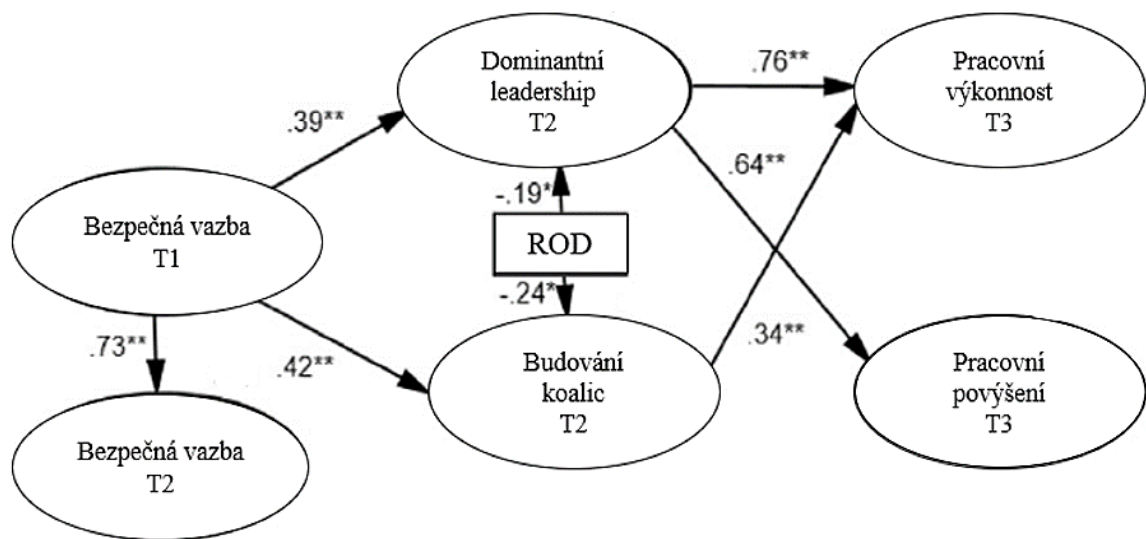 Dominantní
leadership
T2
.76**
Pracovní
výkonnost
T3
.39**
.64**
-.19*
Bezpečná vazba
T1
ROD
-.24*
.73**
.42**
Budování
koalic
T2
.34**
Pracovní
povýšení
T3
Bezpečná vazba
T2